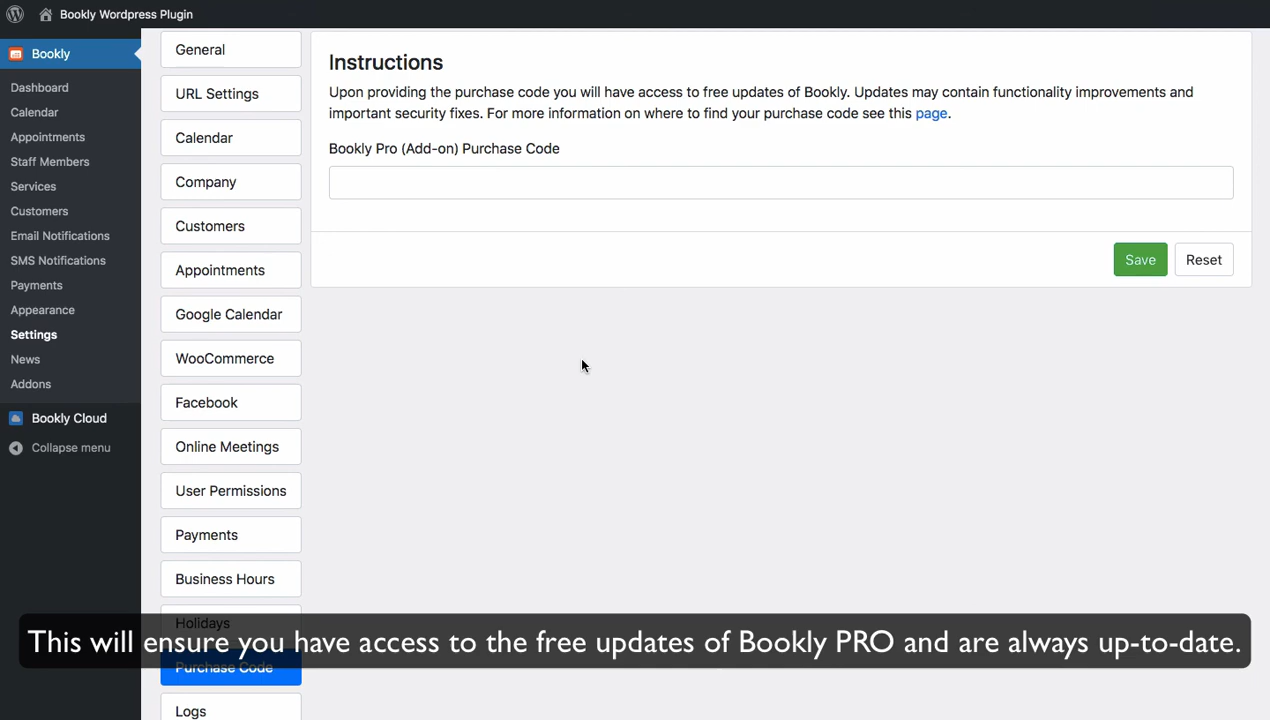 Bookly Wordpress Plugin
Bookly
Dashboard
Calendar
Appointments
Staff Members
Services
Customers
Email Notifications
SMS Notifications
Payments
Appearance
Settings
News
Addons
Bookly Cloud
Collapse menu
General
URL Settings
Calendar
Company
Customers
Appointments
Google Calendar
WooCommerce
Facebook
Online Meetings
User Permissions
Payments
Business Hours
Holidays
Purchase Code
Logs
Instructions
Upon providing the purchase code you will have access to free updates of Bookly. Updates may contain functionality improvements and
important security fixes. For more information on where to find your purchase code see this page.
Bookly Pro (Add-on) Purchase Code
Save
Reset
This will ensure you have access to the free updates of Bookly PRO and are always up-to-date.